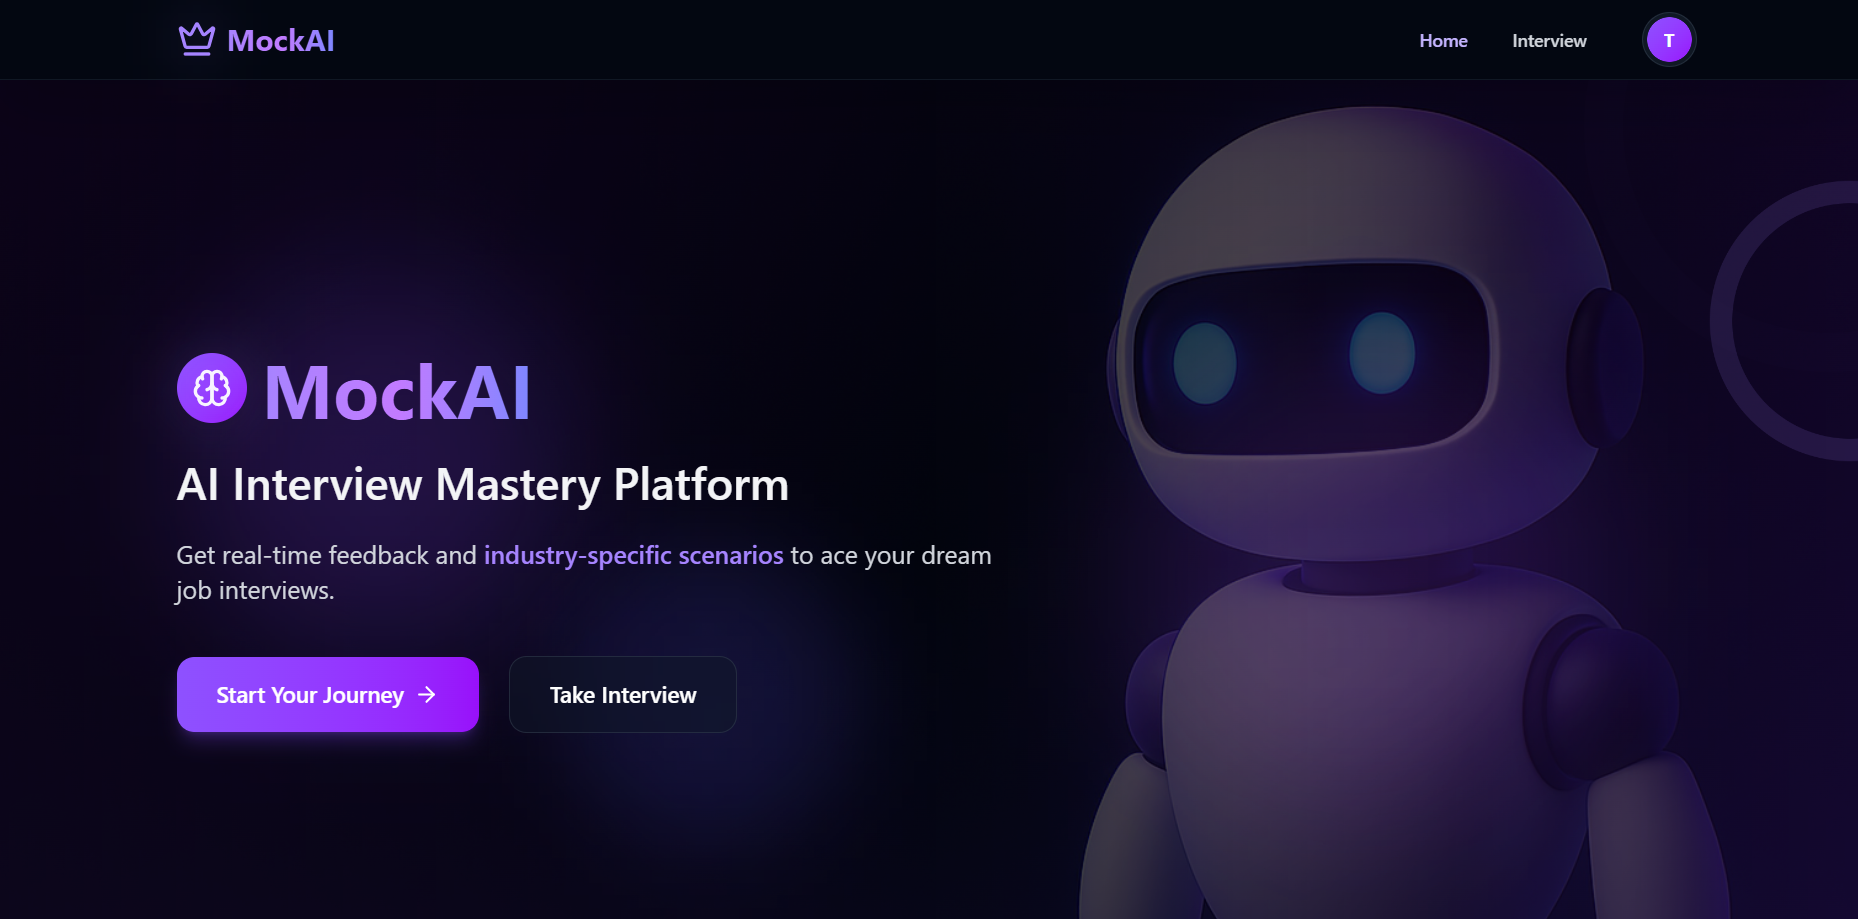 MockAI
Home
Interview
T
MockAI
AI Interview Mastery Platform
Get real-time feedback and industry-specific scenarios to ace your dream
job interviews.
Start Your Journey →
Take Interview